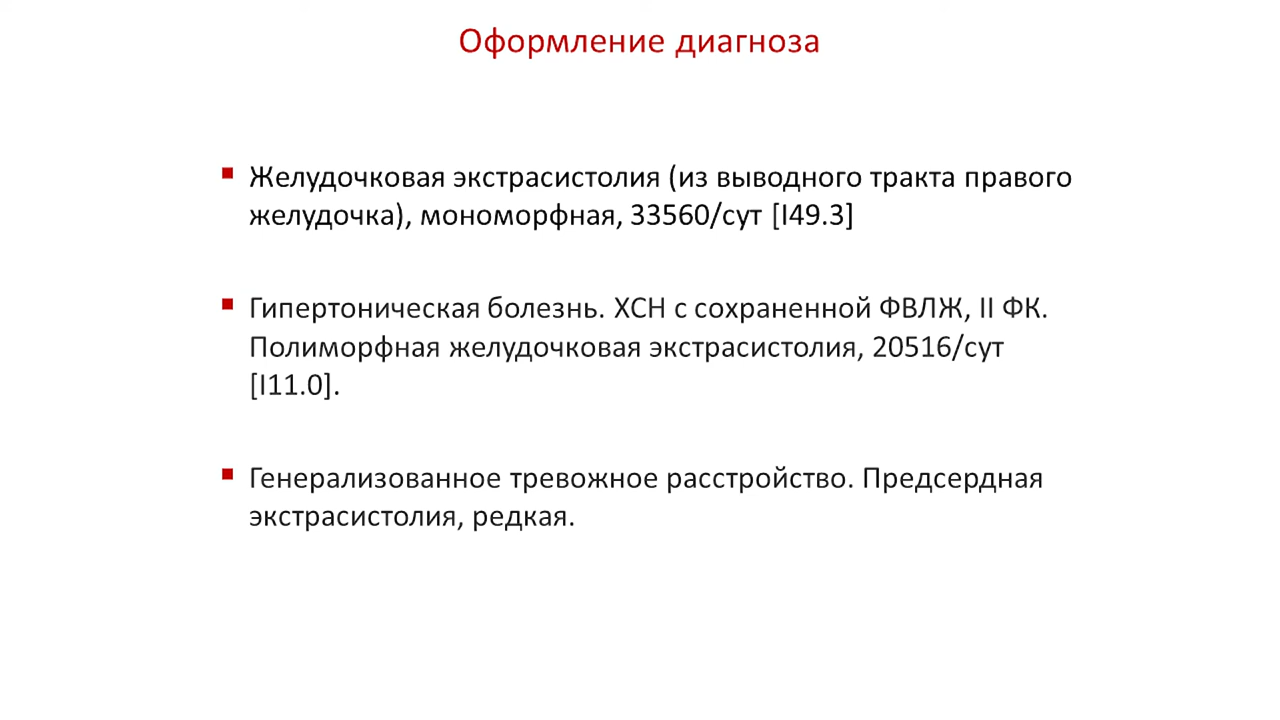 Оформление диагноза
Желудочковая экстрасистолия (из выводного тракта правого
желудочка), мономорфная, 33560/сут [I49.3]
Гипертоническая болезнь. ХСН с сохраненной ФВЛЖ, II ФК.
Полиморфная желудочковая экстрасистолия, 20516/сут
[I11.0].
Генерализованное тревожное расстройство. Предсердная
экстрасистолия, редкая.